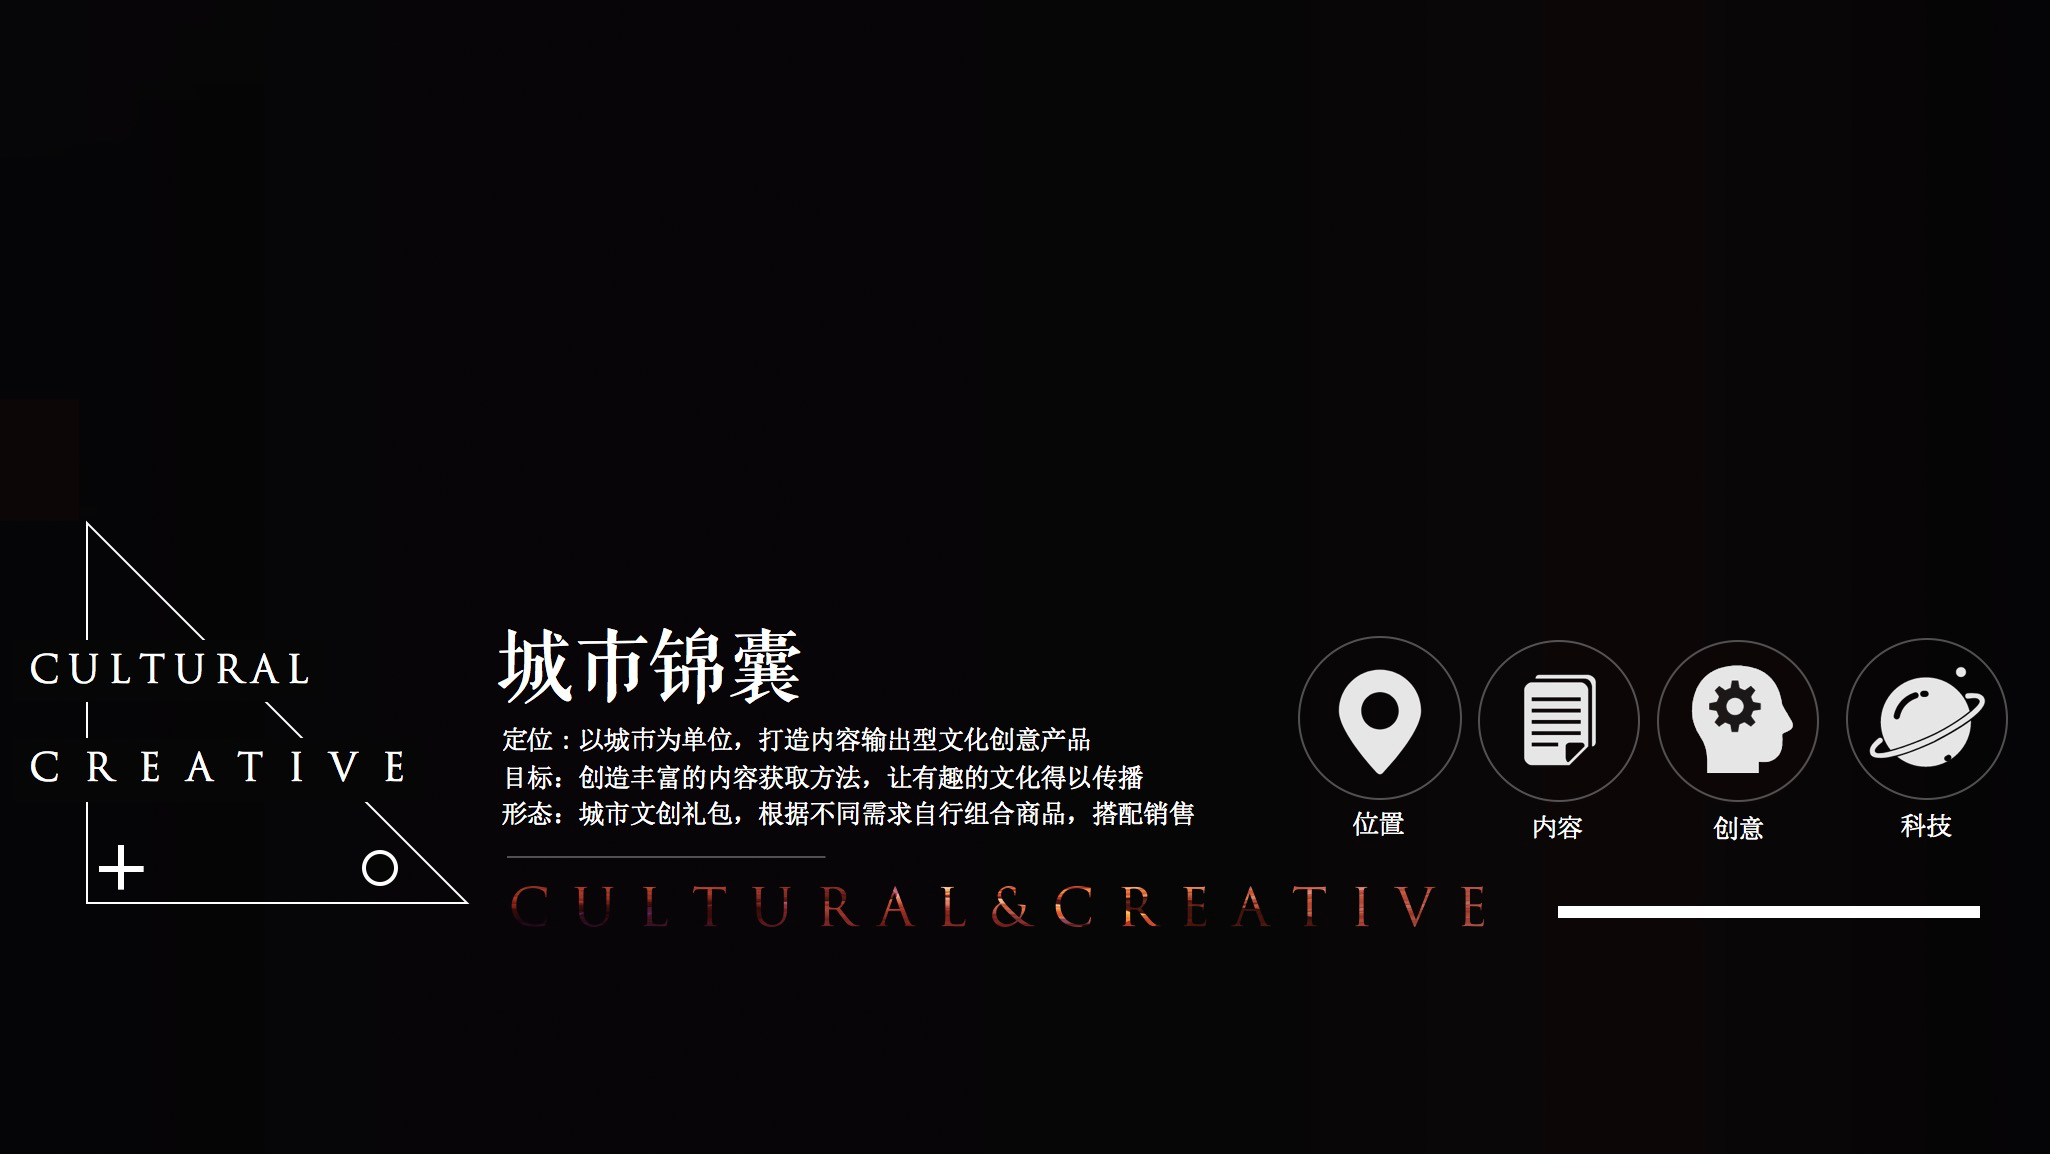 CULTURAL
CREATIVE
城市锦囊
定位：以城市为单位，打造内容输出型文化创意产品
目标：创造丰富的内容获取方法，让有趣的文化得以传播
形态：城市文创礼包，根据不同需求自行组合商品，搭配销售
CULTURAL&CREATIVE
位置
内容
创意
科技